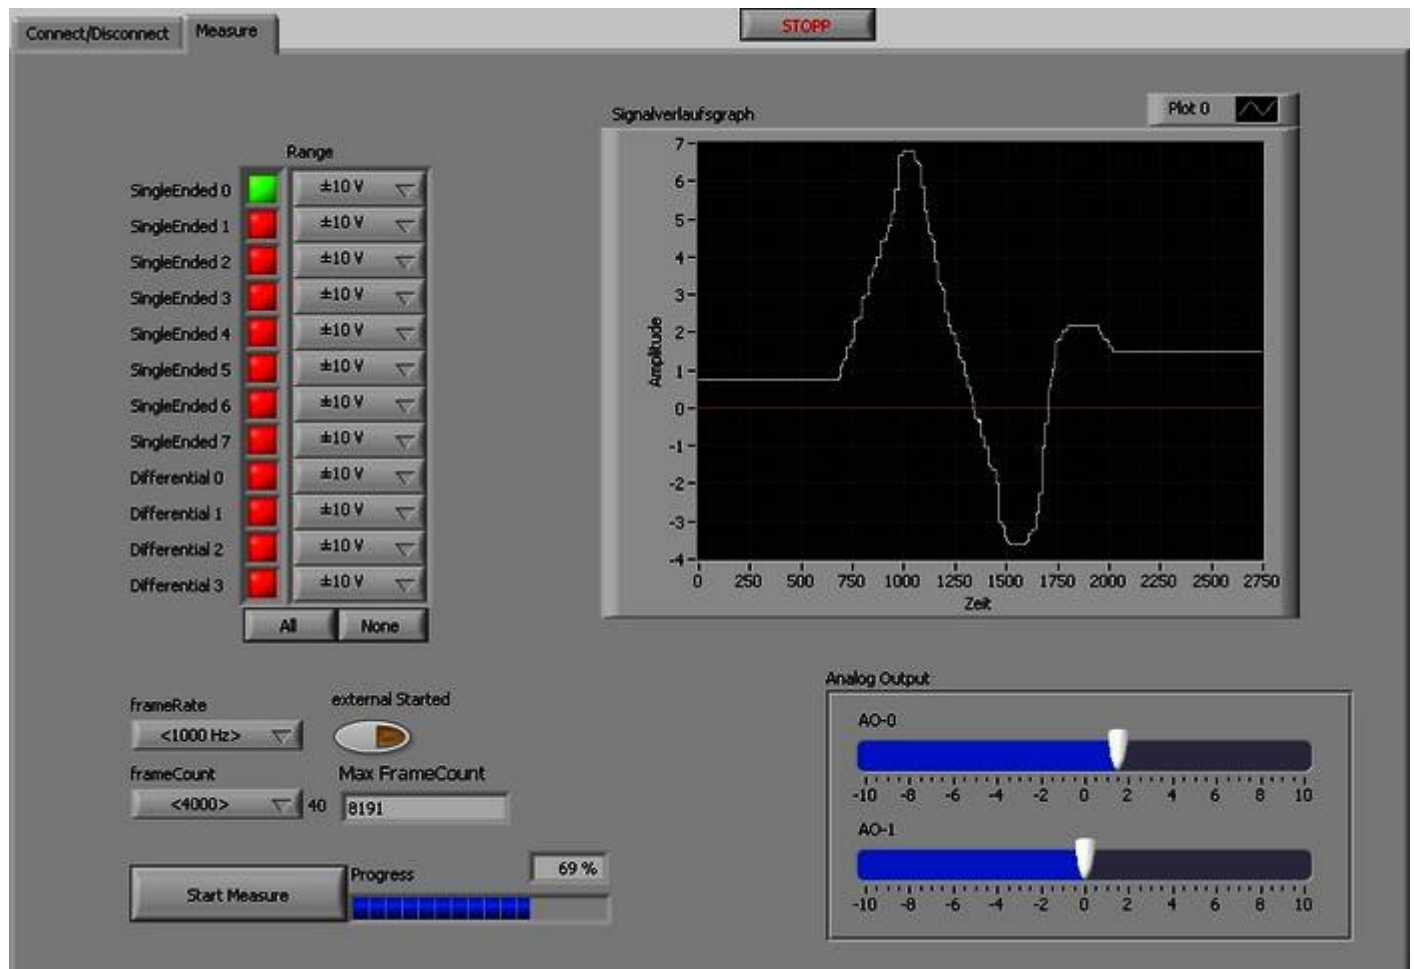 Connect/Disconnect
Measure
STOPP
Range
SingleEnded 0 ±10 V
SingleEnded 1 ±10 V
SingleEnded 2 ±10 V
SingleEnded 3 ±10 V
SingleEnded 4 ±10 V
SingleEnded 5 ±10 V
SingleEnded 6 ±10 V
SingleEnded 7 ±10 V
Differential 0 ±10 V
Differential 1 ±10 V
Differential 2 ±10 V
Differential 3 ±10 V
All None
Signalverlaufsgraph
Plot 0
Amplitude
7
6
5
4
3
2
1
0
-1
-2
-3
-4
0 250 500 750 1000 1250 1500 1750 2000 2250 2500 2750
Zeit
frameRate
<1000 Hz>
external Started
frameCount
<4000> 40
Max FrameCount
8191
Start Measure
Progress
69 %
Analog Output
AO-0
-10 -8 -6 -4 -2 0 2 4 6 8 10
AO-1
-10 -8 -6 -4 -2 0 2 4 6 8 10